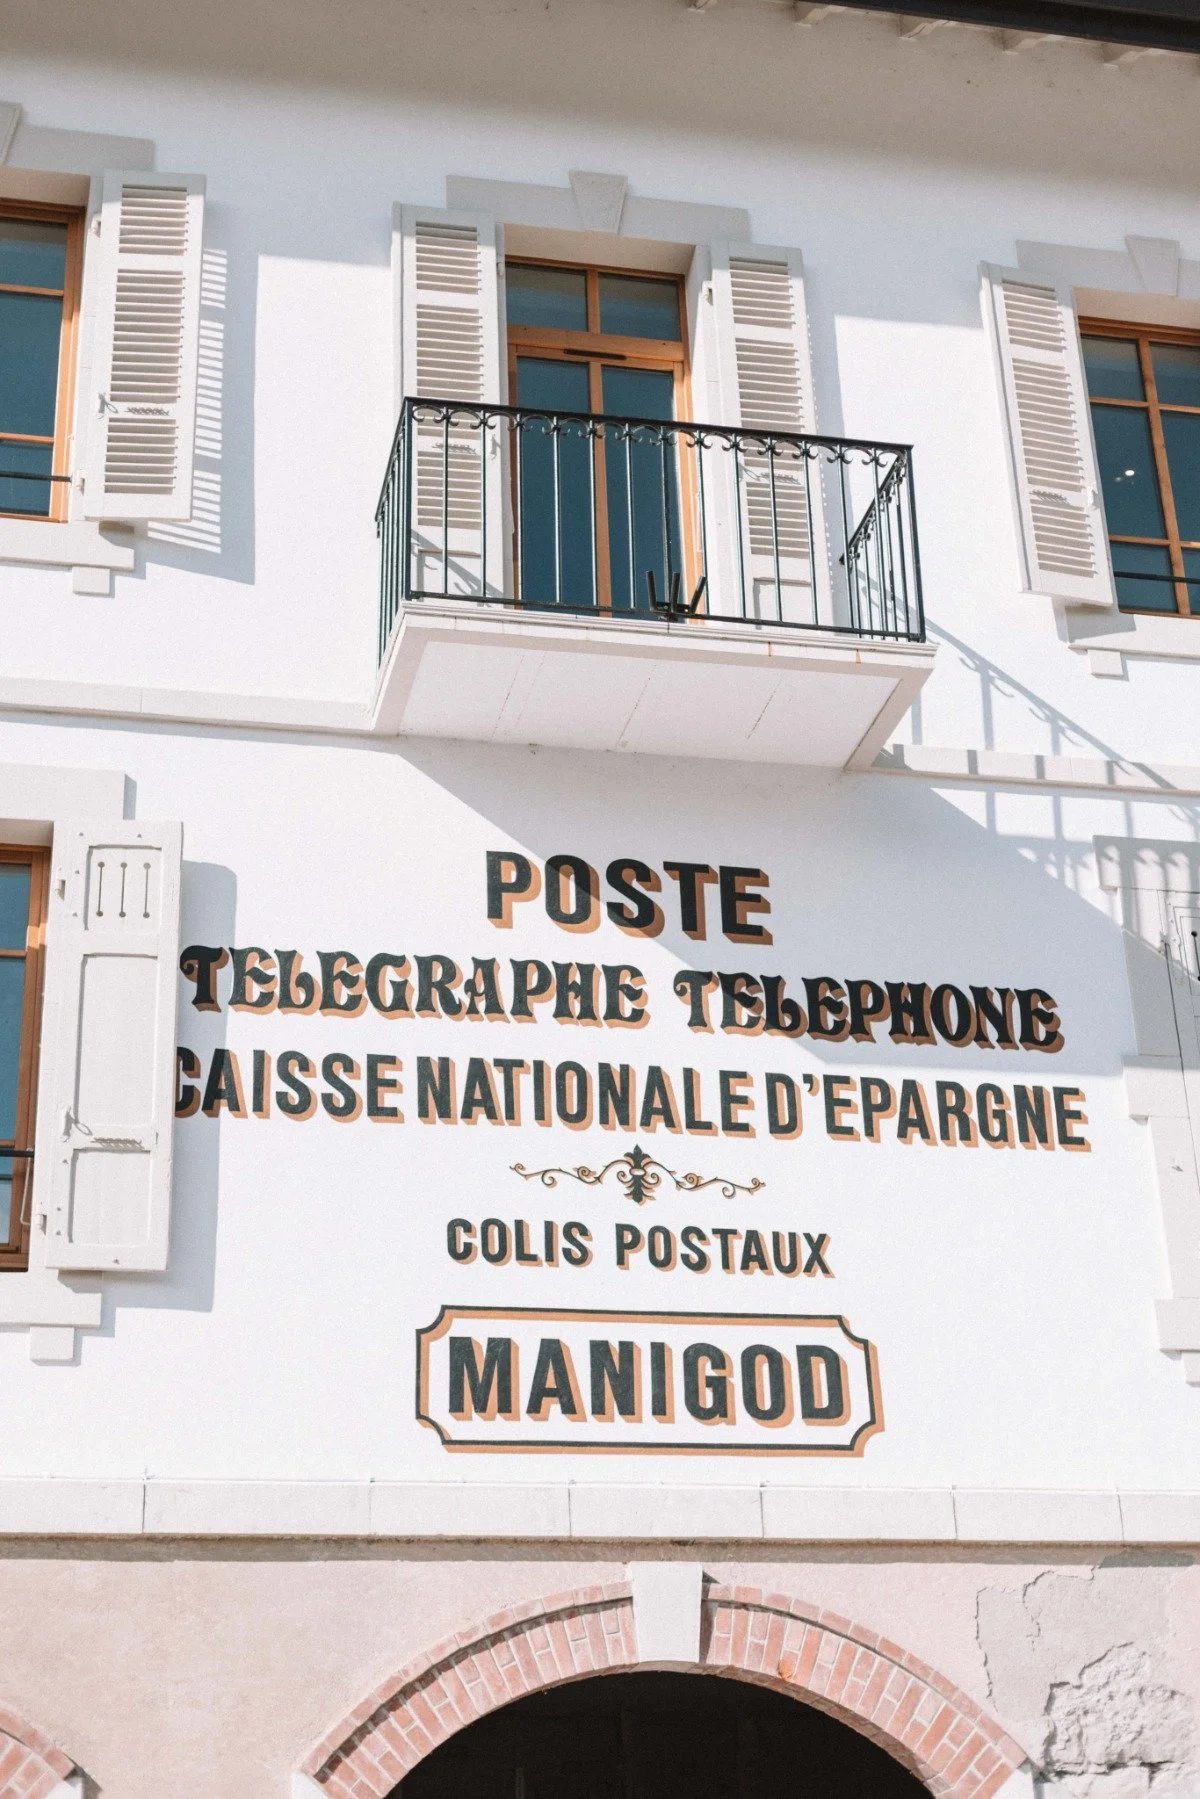 POSTE
TELEGRAPHE TELEPHONE
CAISSE NATIONALE D'EPARGNE
COLIS POSTAUX
MANIGOD